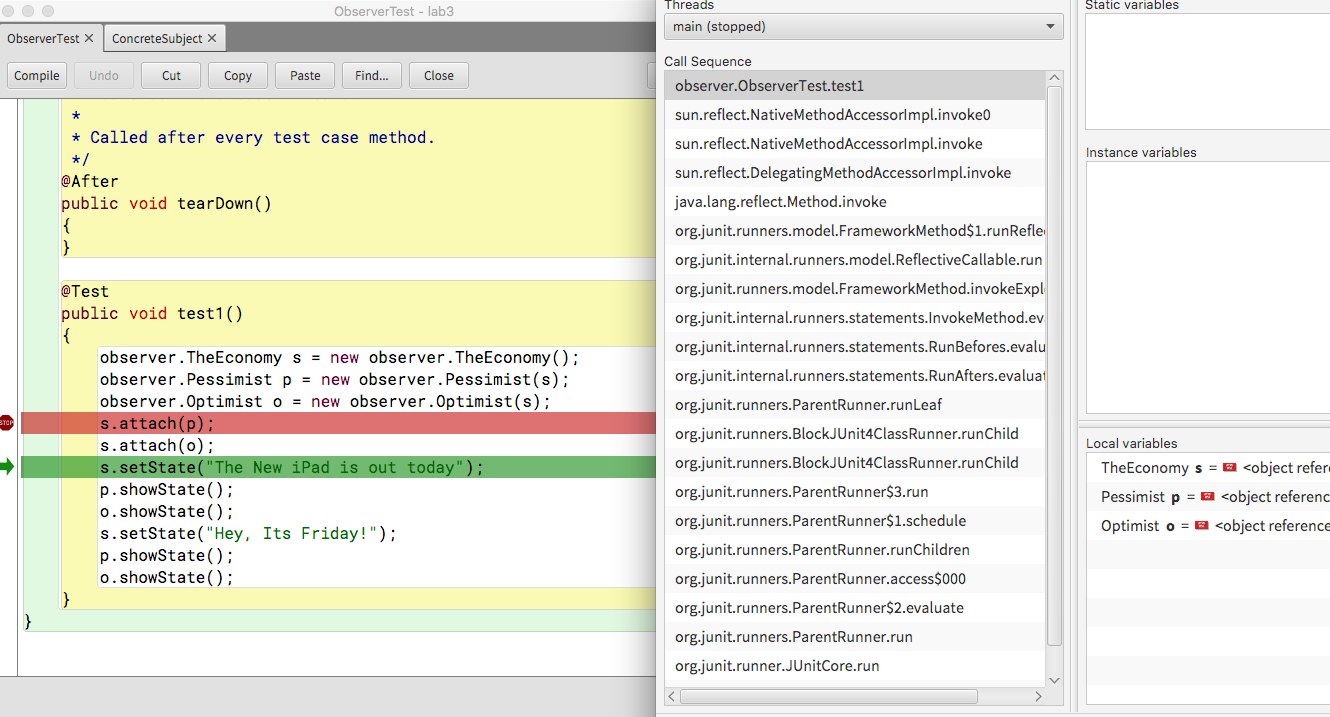 ObserverTest - lab3
ObserverTest ✕ ConcreteSubject ✕
Compile Undo Cut Copy Paste Find... Close
*
* Called after every test case method.
*/
@After
public void tearDown()
{
}
@Test
public void test1()
{
observer.TheEconomy s = new observer.TheEconomy();
observer.Pessimist p = new observer.Pessimist(s);
observer.Optimist o = new observer.Optimist(s);
STOP
s.attach(p);
s.attach(o);
s.setState("The New iPad is out today");
p.showState();
o.showState();
s.setState("Hey, Its Friday!");
p.showState();
o.showState();
}
}
Threads
main (stopped)
Call Sequence
observer.ObserverTest.test1
sun.reflect.NativeMethodAccessorImpl.invoke0
sun.reflect.NativeMethodAccessorImpl.invoke
sun.reflect.DelegatingMethodAccessorImpl.invoke
java.lang.reflect.Method.invoke
org.junit.runners.model.FrameworkMethod$1.runRefle
org.junit.internal.runners.model.ReflectiveCallable.run
org.junit.runners.model.FrameworkMethod.invokeExpl
org.junit.internal.runners.statements.InvokeMethod.eva
org.junit.internal.runners.statements.RunBefores.evalu
org.junit.internal.runners.statements.RunAfters.evaluat
org.junit.runners.ParentRunner.runLeaf
org.junit.runners.BlockJUnit4ClassRunner.runChild
org.junit.runners.BlockJUnit4ClassRunner.runChild
org.junit.runners.ParentRunner$3.run
org.junit.runners.ParentRunner$1.schedule
org.junit.runners.ParentRunner.runChildren
org.junit.runners.ParentRunner.access$000
org.junit.runners.ParentRunner$2.evaluate
org.junit.runners.ParentRunner.run
org.junit.runner.JUnitCore.run
Static variables
Instance variables
Local variables
TheEconomy s = <object refer
Pessimist p = <object referenc
Optimist o = <object reference